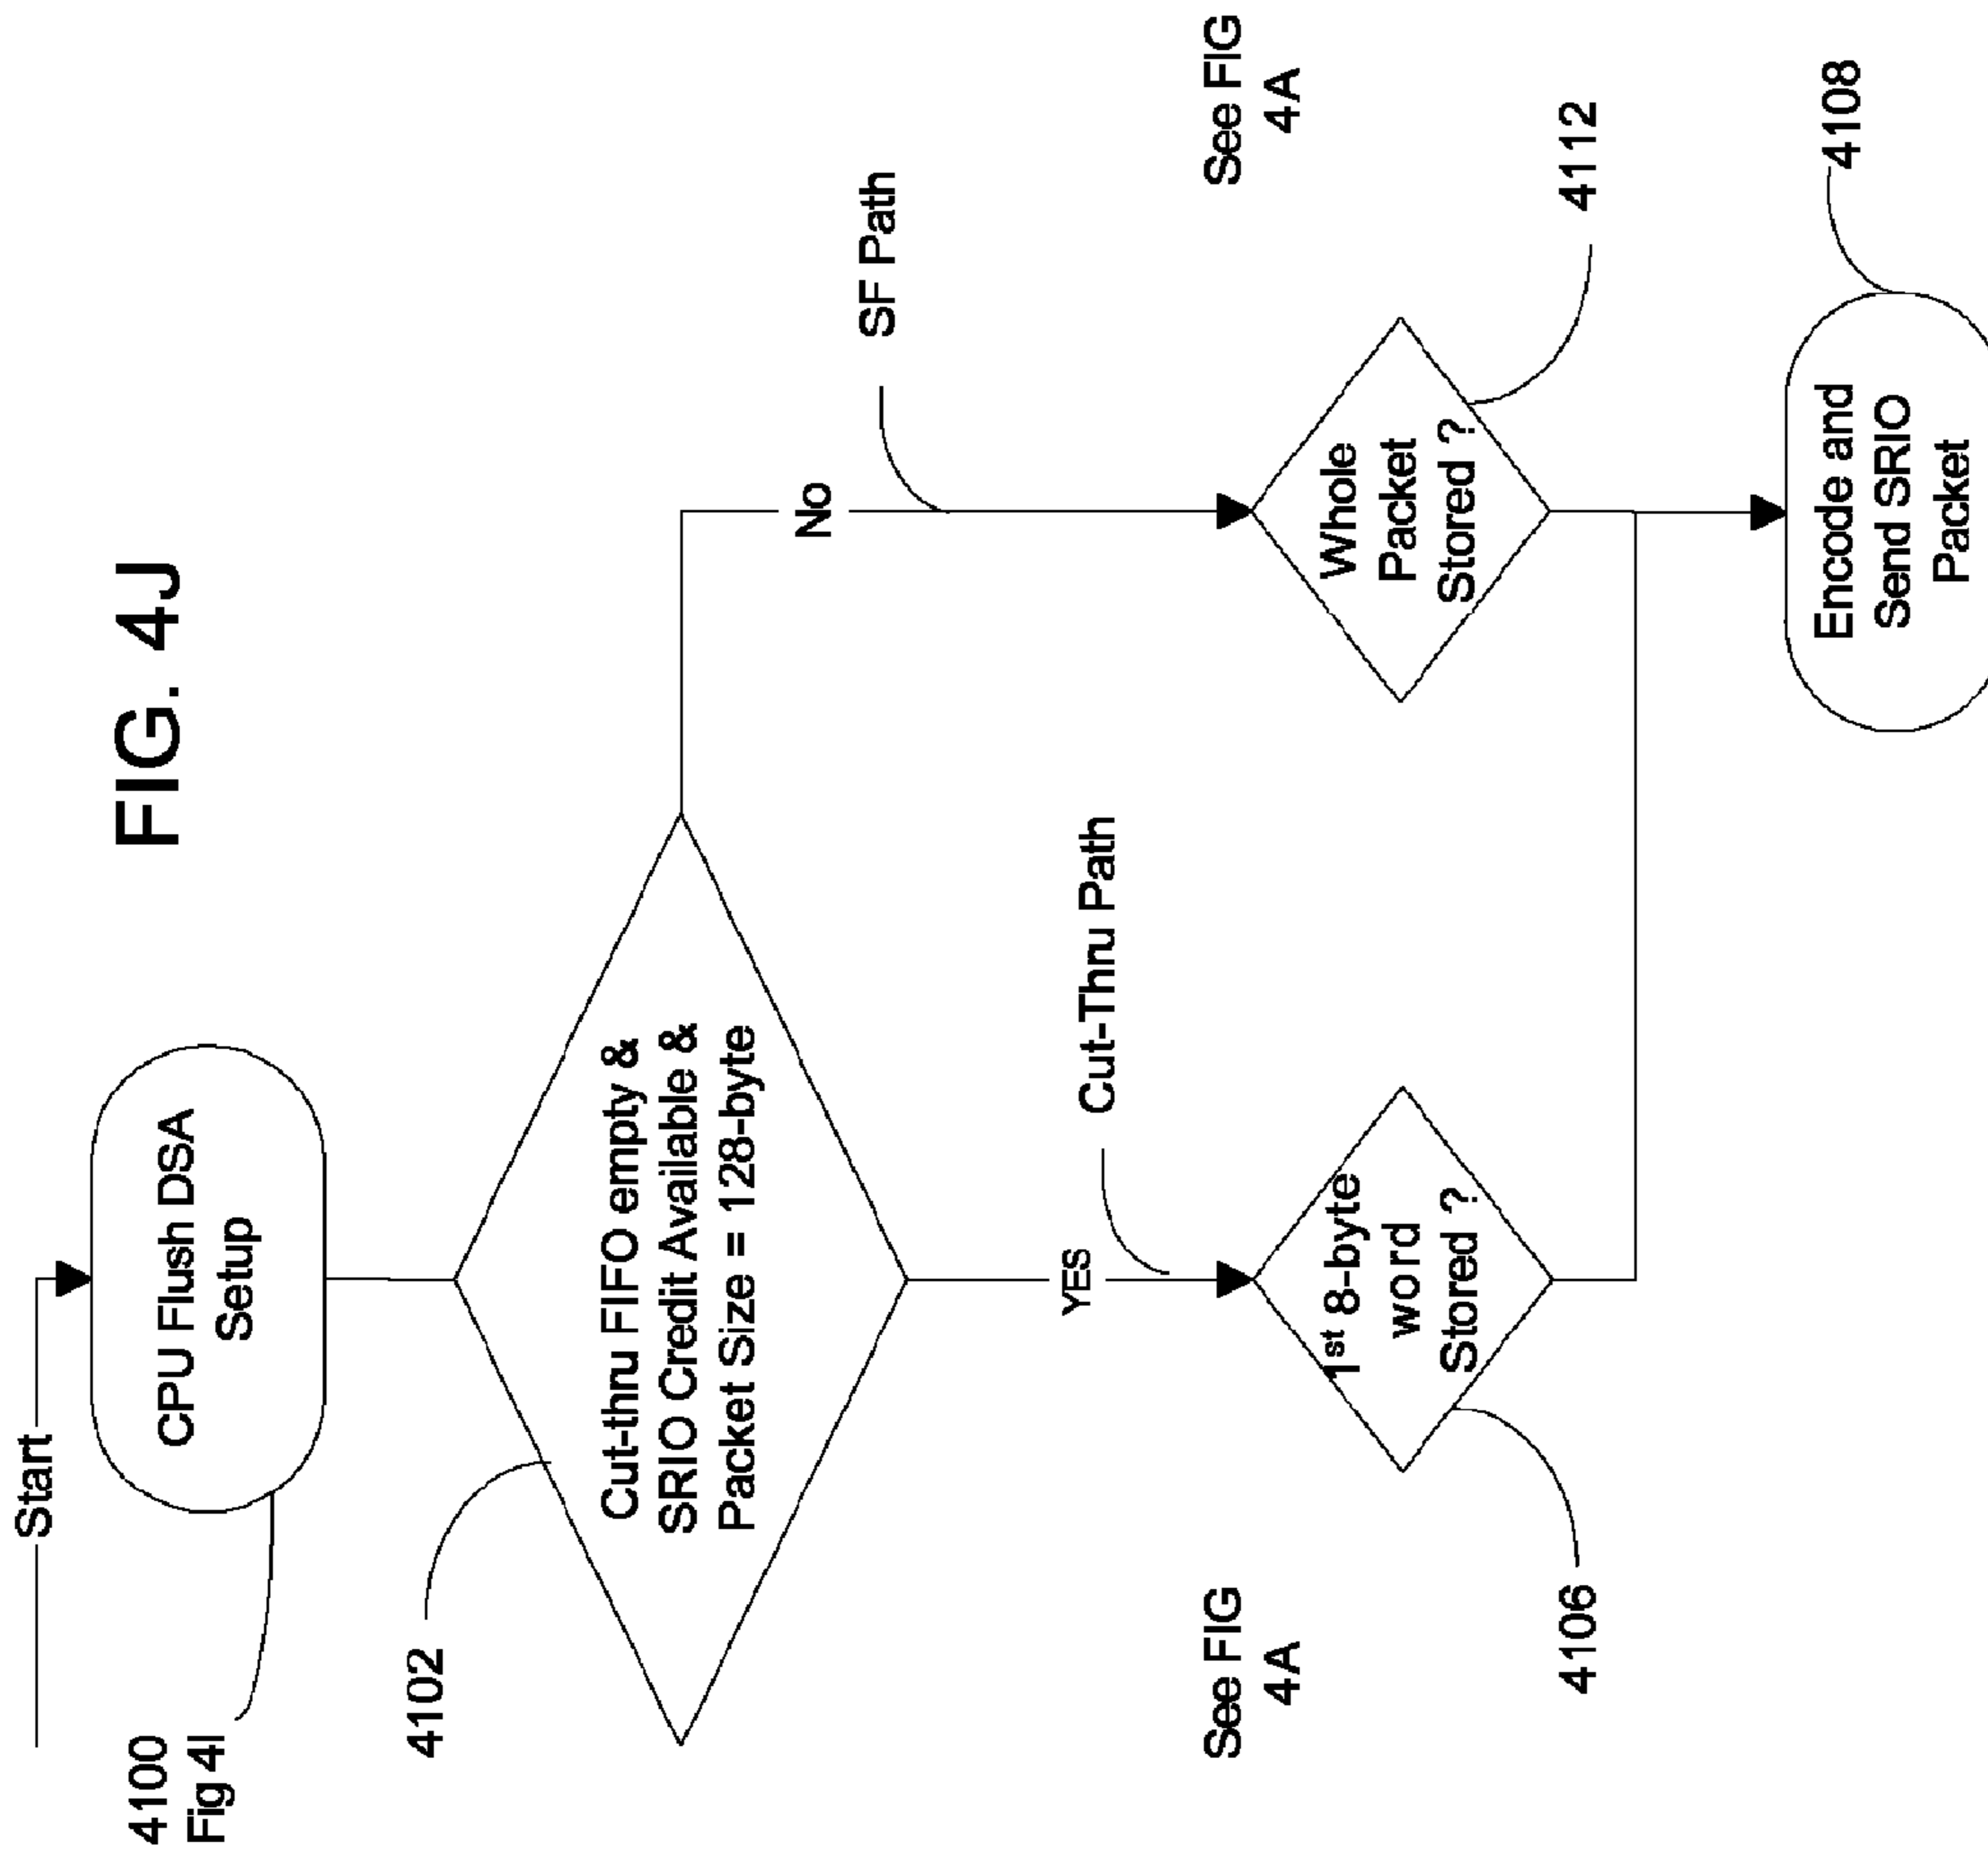 FIG. 4J
Start
CPU Flush DSA
Setup
4100
Fig 4I
4102
Cut-thru FIFO empty &
SRIO Credit Available &
Packet Size = 128-byte
No
SF Path
YES
Cut-Thru Path
See FIG
4A
1st 8-byte
word
Stored ?
4106
See FIG
4A
Whole
Packet
Stored ?
4112
Encode and
Send SRIO
Packet
4108